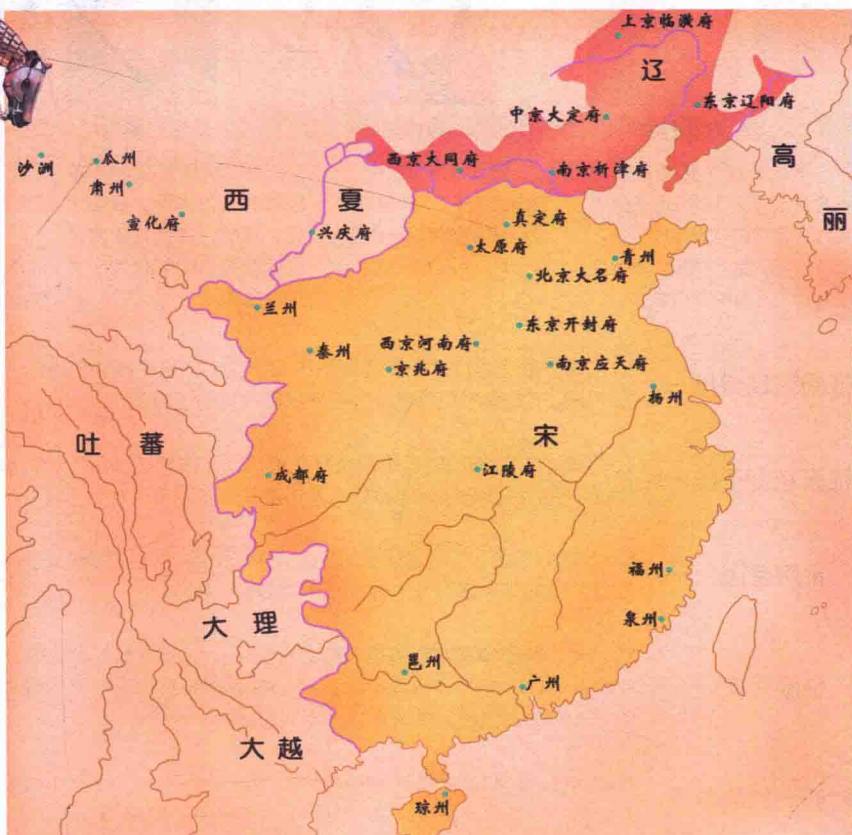 上京临潢府
辽
东京辽阳府
中京大定府
西京大同府
南京析津府
高丽
沙洲
瓜州
肃州
宣化府
西夏
兴庆府
真定府
太原府
青州
北京大名府
兰州
东京开封府
秦州
西京河南府
京兆府
南京应天府
扬州
吐蕃
宋
成都府
江陵府
福州
泉州
大理
邕州
广州
大越
琼州